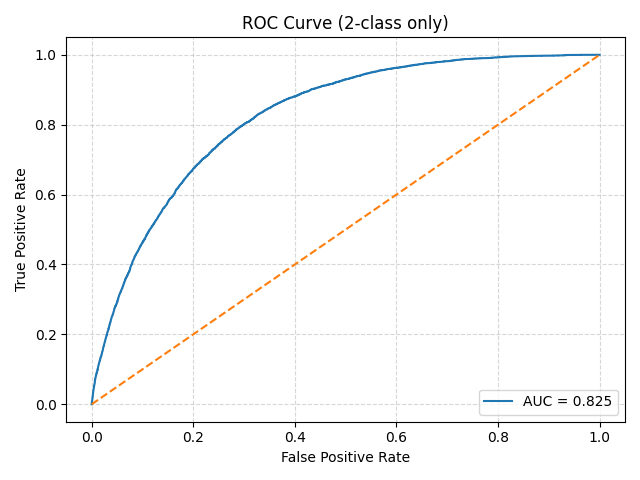 ROC Curve (2-class only)
True Positive Rate
1.0
0.8
0.6
0.4
0.2
0.0
AUC = 0.825
0.0 0.2 0.4 0.6 0.8 1.0
False Positive Rate